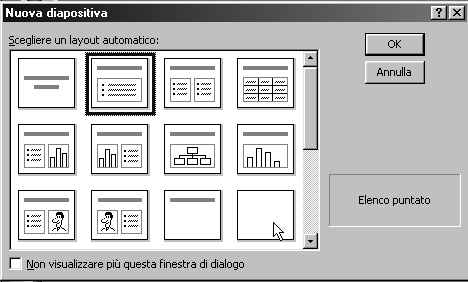 Nuova diapositiva
Scegliere un layout automatico:
OK
Annulla
Elenco puntato
Non visualizzare più questa finestra di dialogo